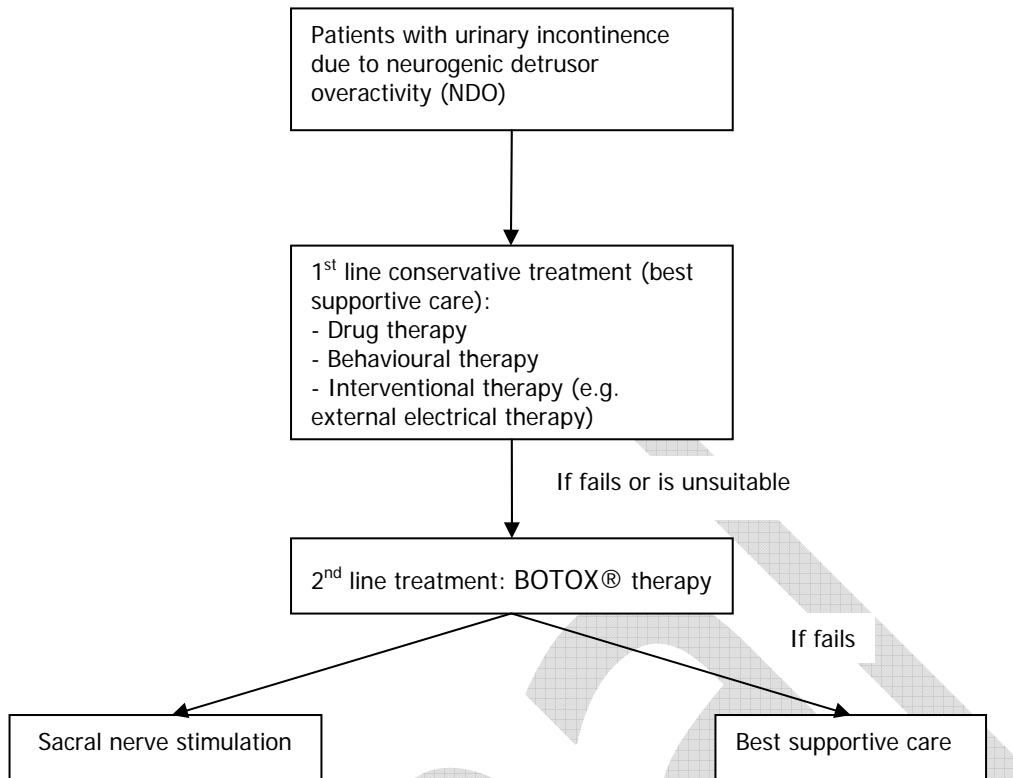 Patients with urinary incontinence
due to neurogenic detrusor
overactivity (NDO)
1st line conservative treatment (best
supportive care):
- Drug therapy
- Behavioural therapy
- Interventional therapy (e.g.
external electrical therapy)
If fails or is unsuitable
2nd line treatment: BOTOX® therapy
If fails
Sacral nerve stimulation
Best supportive care